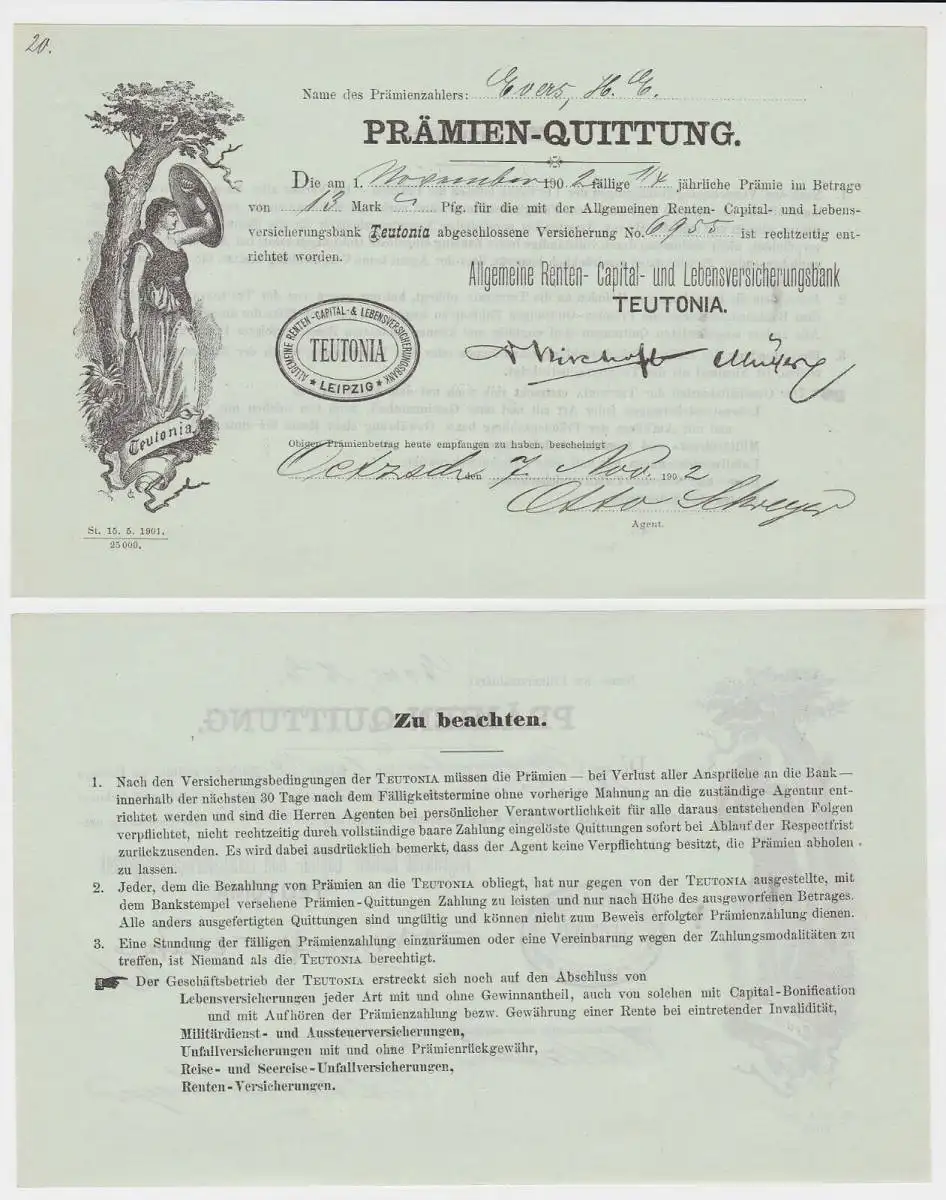 20.
Name des Prämienzahlers: Evers, H. E.
PRÄMIEN-QUITTUNG.
Die am 1. November 190 2 fällige 1/4 jährliche Prämie im Betrage
von 13 Mark Pfg. für die mit der Allgemeinen Renten- Capital- und Lebens-
versicherungsbank Teutonia abgeschlossene Versicherung No. 6955 ist rechtzeitig ent-
richtet worden.
Allgemeine Renten- Capital- und Lebensversicherungsbank
TEUTONIA.
ALLGEMEINE RENTEN-CAPITAL-& LEBENSVERSICHERUNGSBANK
TEUTONIA
★ LEIPZIG ★
Teutonia.
Obigen Prämienbetrag heute empfangen zu haben, bescheinigt
Oetzsch den 7 Nov. 190 2
Otto Schreyer
Agent.
St. 15. 5. 1901.
25000.
Zu beachten.
1. Nach den Versicherungsbedingungen der TEUTONIA müssen die Prämien — bei Verlust aller Ansprüche an die Bank —
innerhalb der nächsten 30 Tage nach dem Fälligkeitstermine ohne vorherige Mahnung an die zuständige Agentur ent-
richtet werden und sind die Herren Agenten bei persönlicher Verantwortlichkeit für alle daraus entstehenden Folgen
verpflichtet, nicht rechtzeitig durch vollständige baare Zahlung eingelöste Quittungen sofort bei Ablauf der Respectfrist
zurückzusenden. Es wird dabei ausdrücklich bemerkt, dass der Agent keine Verpflichtung besitzt, die Prämien abholen
zu lassen.
2. Jeder, dem die Bezahlung von Prämien an die TEUTONIA obliegt, hat nur gegen von der TEUTONIA ausgestellte, mit
dem Bankstempel versehene Prämien-Quittungen Zahlung zu leisten und nur nach Höhe des ausgeworfenen Betrages.
Alle anders ausgefertigten Quittungen sind ungültig und können nicht zum Beweis erfolgter Prämienzahlung dienen.
3. Eine Stundung der fälligen Prämienzahlung einzuräumen oder eine Vereinbarung wegen der Zahlungsmodalitäten zu
treffen, ist Niemand als die TEUTONIA berechtigt.
Der Geschäftsbetrieb der TEUTONIA erstreckt sich noch auf den Abschluss von
Lebensversicherungen jeder Art mit und ohne Gewinnantheil, auch von solchen mit Capital-Bonification
und mit Aufhören der Prämienzahlung bezw. Gewährung einer Rente bei eintretender Invalidität,
Militärdienst- und Aussteuerversicherungen,
Unfallversicherungen mit und ohne Prämienrückgewähr,
Reise- und Seereise-Unfallversicherungen,
Renten-Versicherungen.